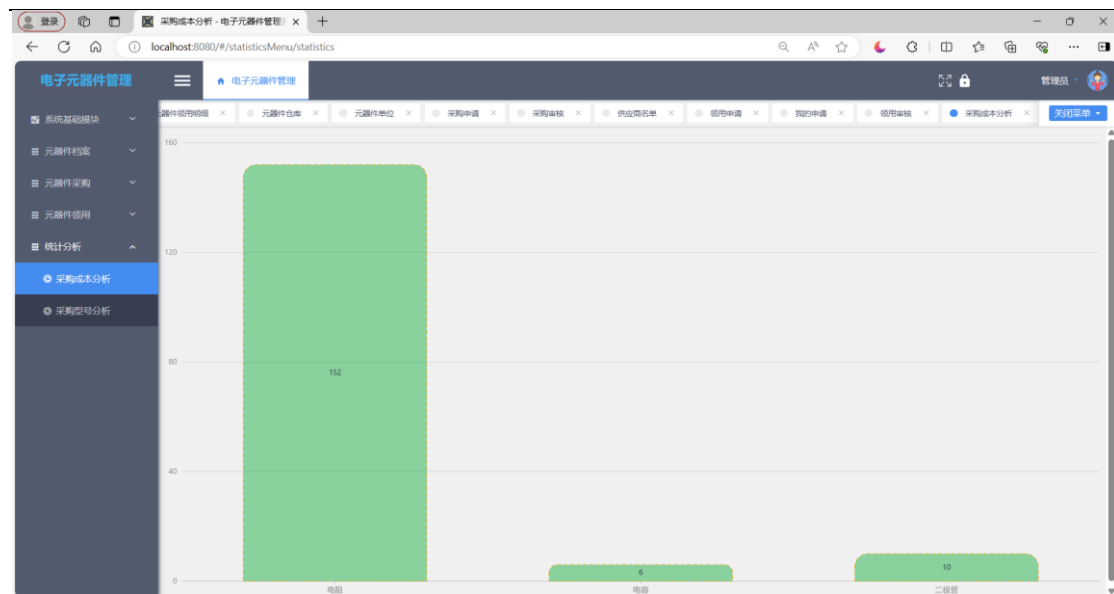 登录
采购成本分析 - 电子元器件管理
localhost:8080/#/statisticsMenu/statistics
电子元器件管理
电子元器件管理
管理员
器件领用明细
元器件仓库
元器件单位
采购申请
采购审核
供应商名单
领用申请
我的申请
领用审核
采购成本分析
关闭菜单
系统基础模块
元器件档案
元器件采购
元器件领用
统计分析
采购成本分析
采购型号分析
160
120
80
40
0
152
6
10
电阻
电容
二极管